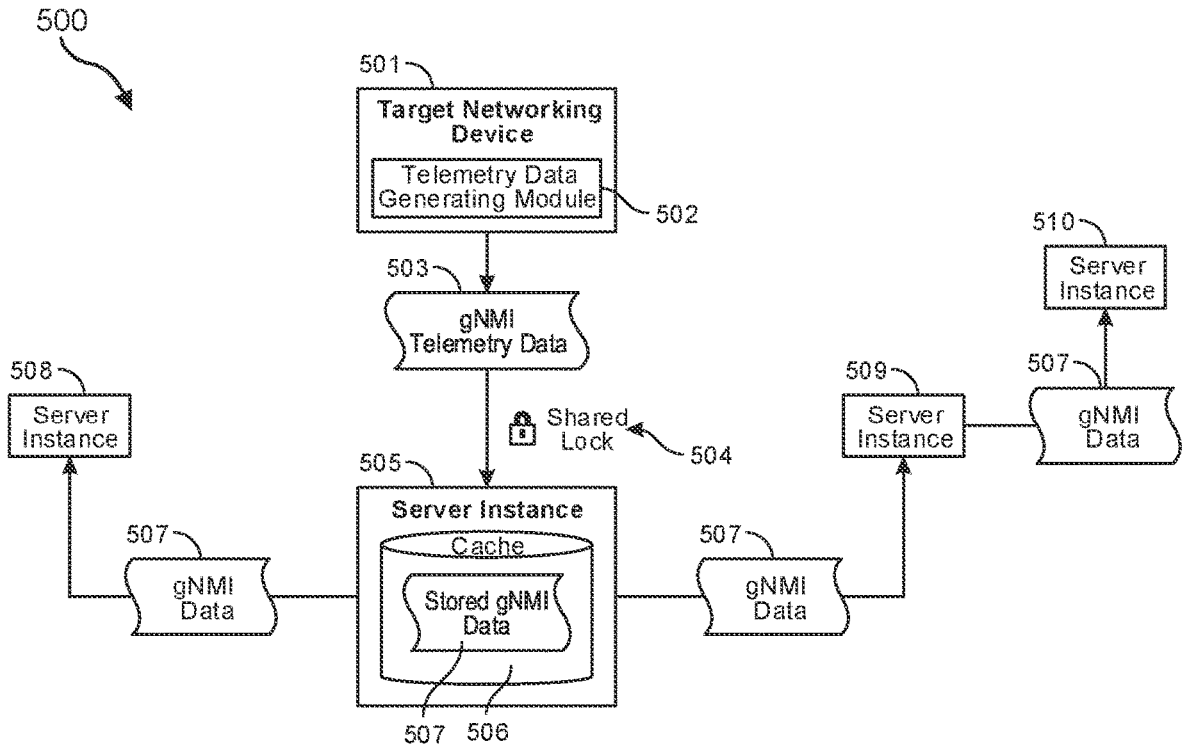 500
501
Target Networking
Device
Telemetry Data
Generating Module
502
503
gNMI
Telemetry Data
510
Server
Instance
508
Server
Instance
Shared
Lock
504
509
Server
Instance
507
gNMI
Data
505
Server Instance
Cache
Stored gNMI
Data
507
506
507
gNMI
Data
507
gNMI
Data